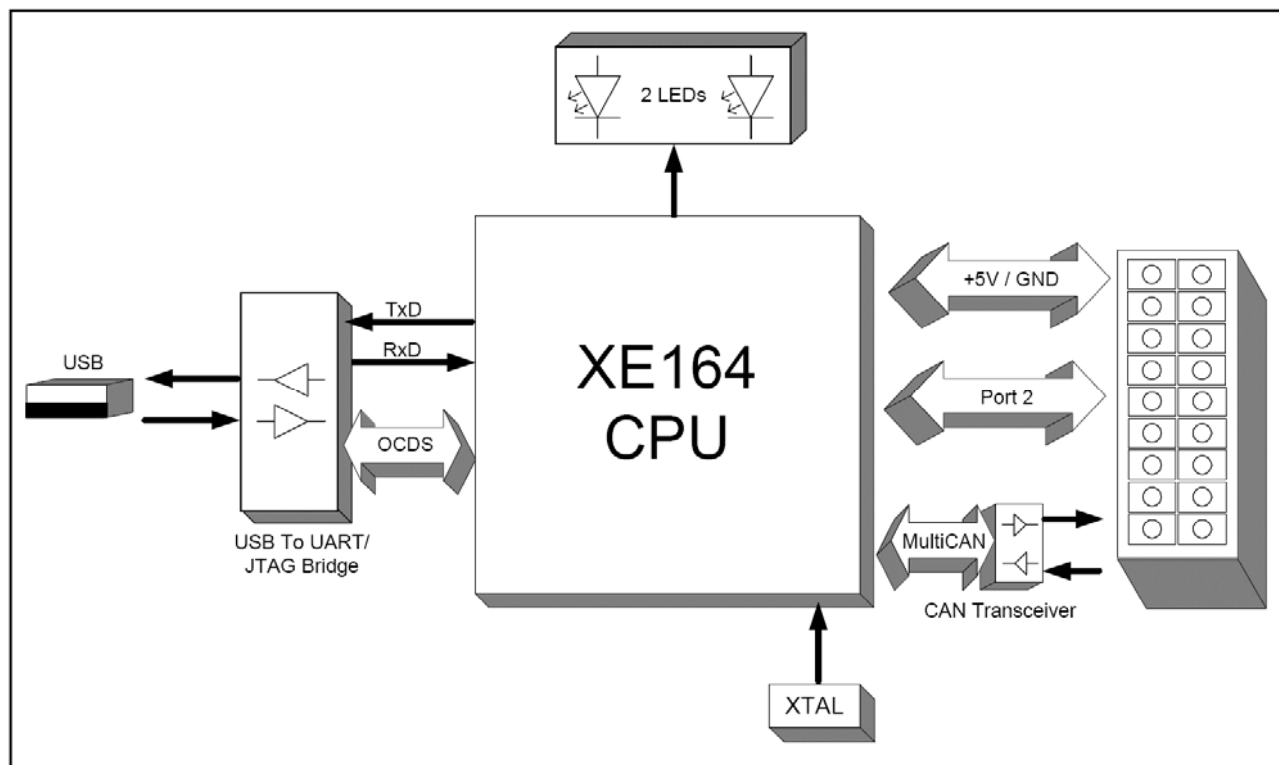 2 LEDs
+5V / GND
TxD
RxD
USB
XE164
CPU
Port 2
OCDS
USB To UART/
JTAG Bridge
MultiCAN
CAN Transceiver
XTAL